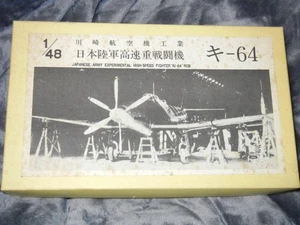 1/48
川崎航空機工業
日本陸軍高速重戦闘機
キ-64
JAPANESE ARMY EXPERIMENTAL HIGH-SPEED FIGHTER "KI-64" ROB